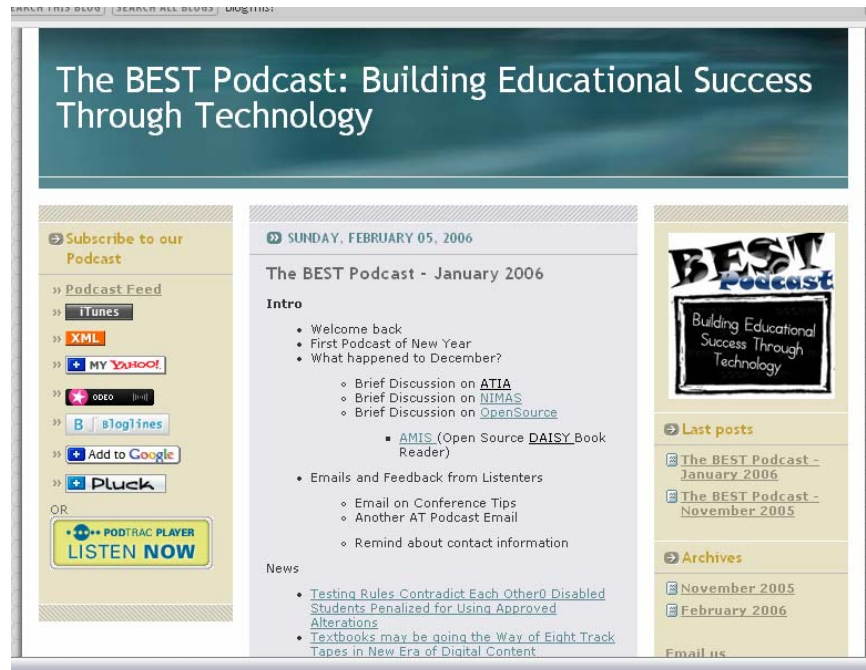 SEARCH THIS BLOG SEARCH ALL BLOGS BlogThis!
The BEST Podcast: Building Educational Success
Through Technology
Subscribe to our
Podcast
» Podcast Feed
» iTunes
» XML
» MY YAHOO!
» ODEO
» B Bloglines
» Add to Google
» Pluck
OR
PODTRAC PLAYER
LISTEN NOW
SUNDAY, FEBRUARY 05, 2006
The BEST Podcast - January 2006
Intro
• Welcome back
• First Podcast of New Year
• What happened to December?
◦ Brief Discussion on ATIA
◦ Brief Discussion on NIMAS
◦ Brief Discussion on OpenSource
▪ AMIS (Open Source DAISY Book
Reader)
• Emails and Feedback from Listenters
◦ Email on Conference Tips
◦ Another AT Podcast Email
◦ Remind about contact information
News
• Testing Rules Contradict Each Other0 Disabled
Students Penalized for Using Approved
Alterations
• Textbooks may be going the Way of Eight Track
Tapes in New Era of Digital Content
BEST
Podcast
Building Educational
Success Through
Technology
Last posts
The BEST Podcast -
January 2006
The BEST Podcast -
November 2005
Archives
November 2005
February 2006
Email us